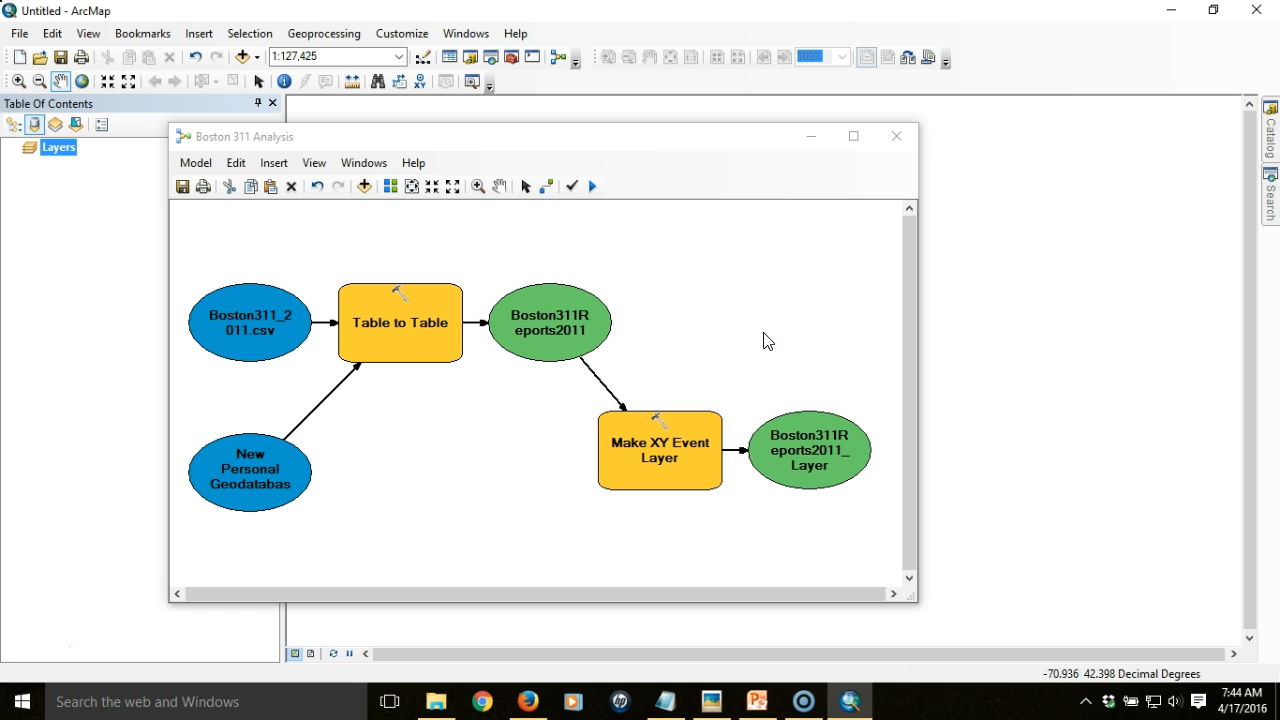 Untitled - ArcMap
File Edit View Bookmarks Insert Selection Geoprocessing Customize Windows Help
1:127,425
100%
Table Of Contents
Layers
Boston 311 Analysis
Model Edit Insert View Windows Help
Boston311_2
011.csv
Table to Table
Boston311R
eports2011
New
Personal
Geodatabas
Make XY Event
Layer
Boston311R
eports2011_
Layer
Catalog
Search
-70.936 42.398 Decimal Degrees
Search the web and Windows
7:44 AM
4/17/2016